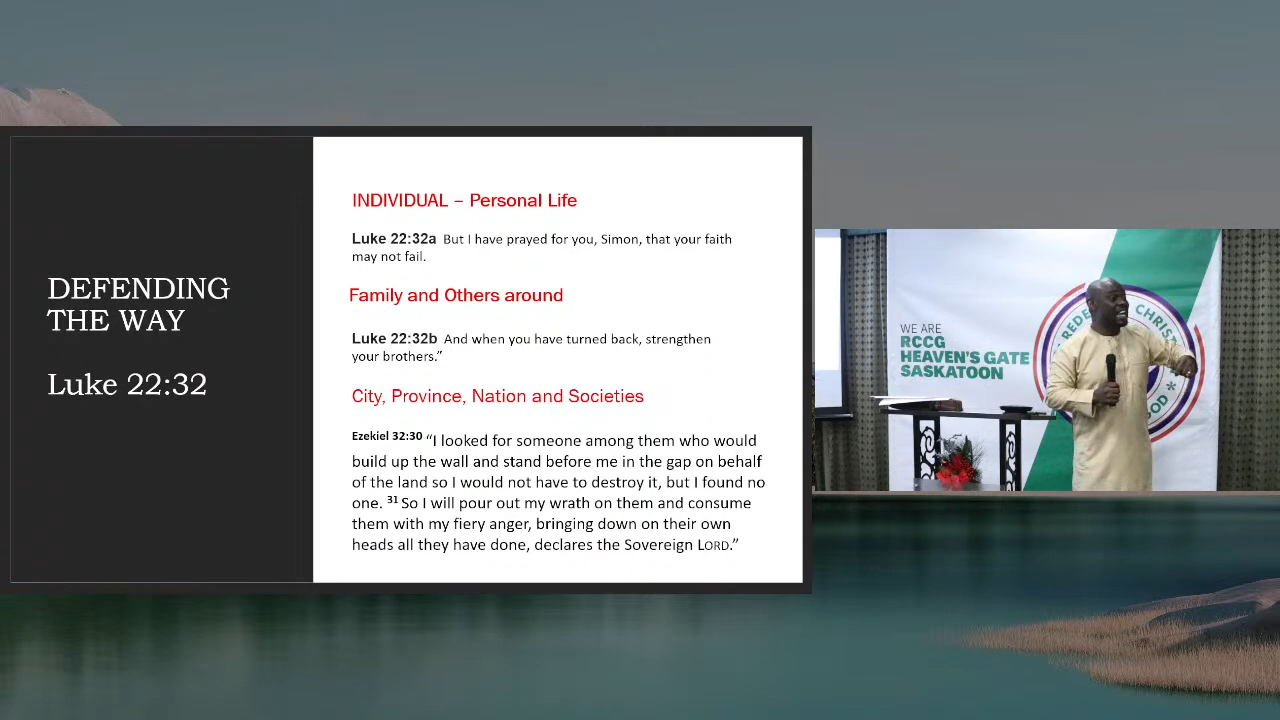 DEFENDING
THE WAY
Luke 22:32
INDIVIDUAL – Personal Life
Luke 22:32a But I have prayed for you, Simon, that your faith
may not fail.
Family and Others around
Luke 22:32b And when you have turned back, strengthen
your brothers.”
City, Province, Nation and Societies
Ezekiel 32:30 “I looked for someone among them who would
build up the wall and stand before me in the gap on behalf
of the land so I would not have to destroy it, but I found no
one. 31 So I will pour out my wrath on them and consume
them with my fiery anger, bringing down on their own
heads all they have done, declares the Sovereign LORD.”
WE ARE
RCCG
HEAVEN'S GATE
SASKATOON
REDE
CHRIST
OD